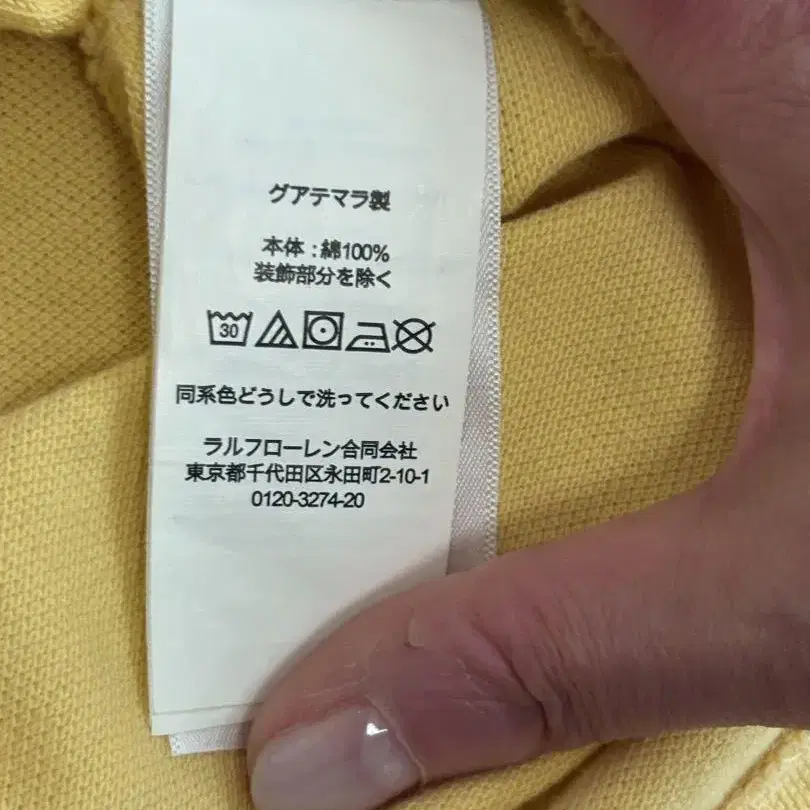 グアテマラ製
本体：綿100%
装飾部分を除く
30
同系色どうしで洗ってください
ラルフローレン合同会社
東京都千代田区永田町2-10-1
0120-3274-20